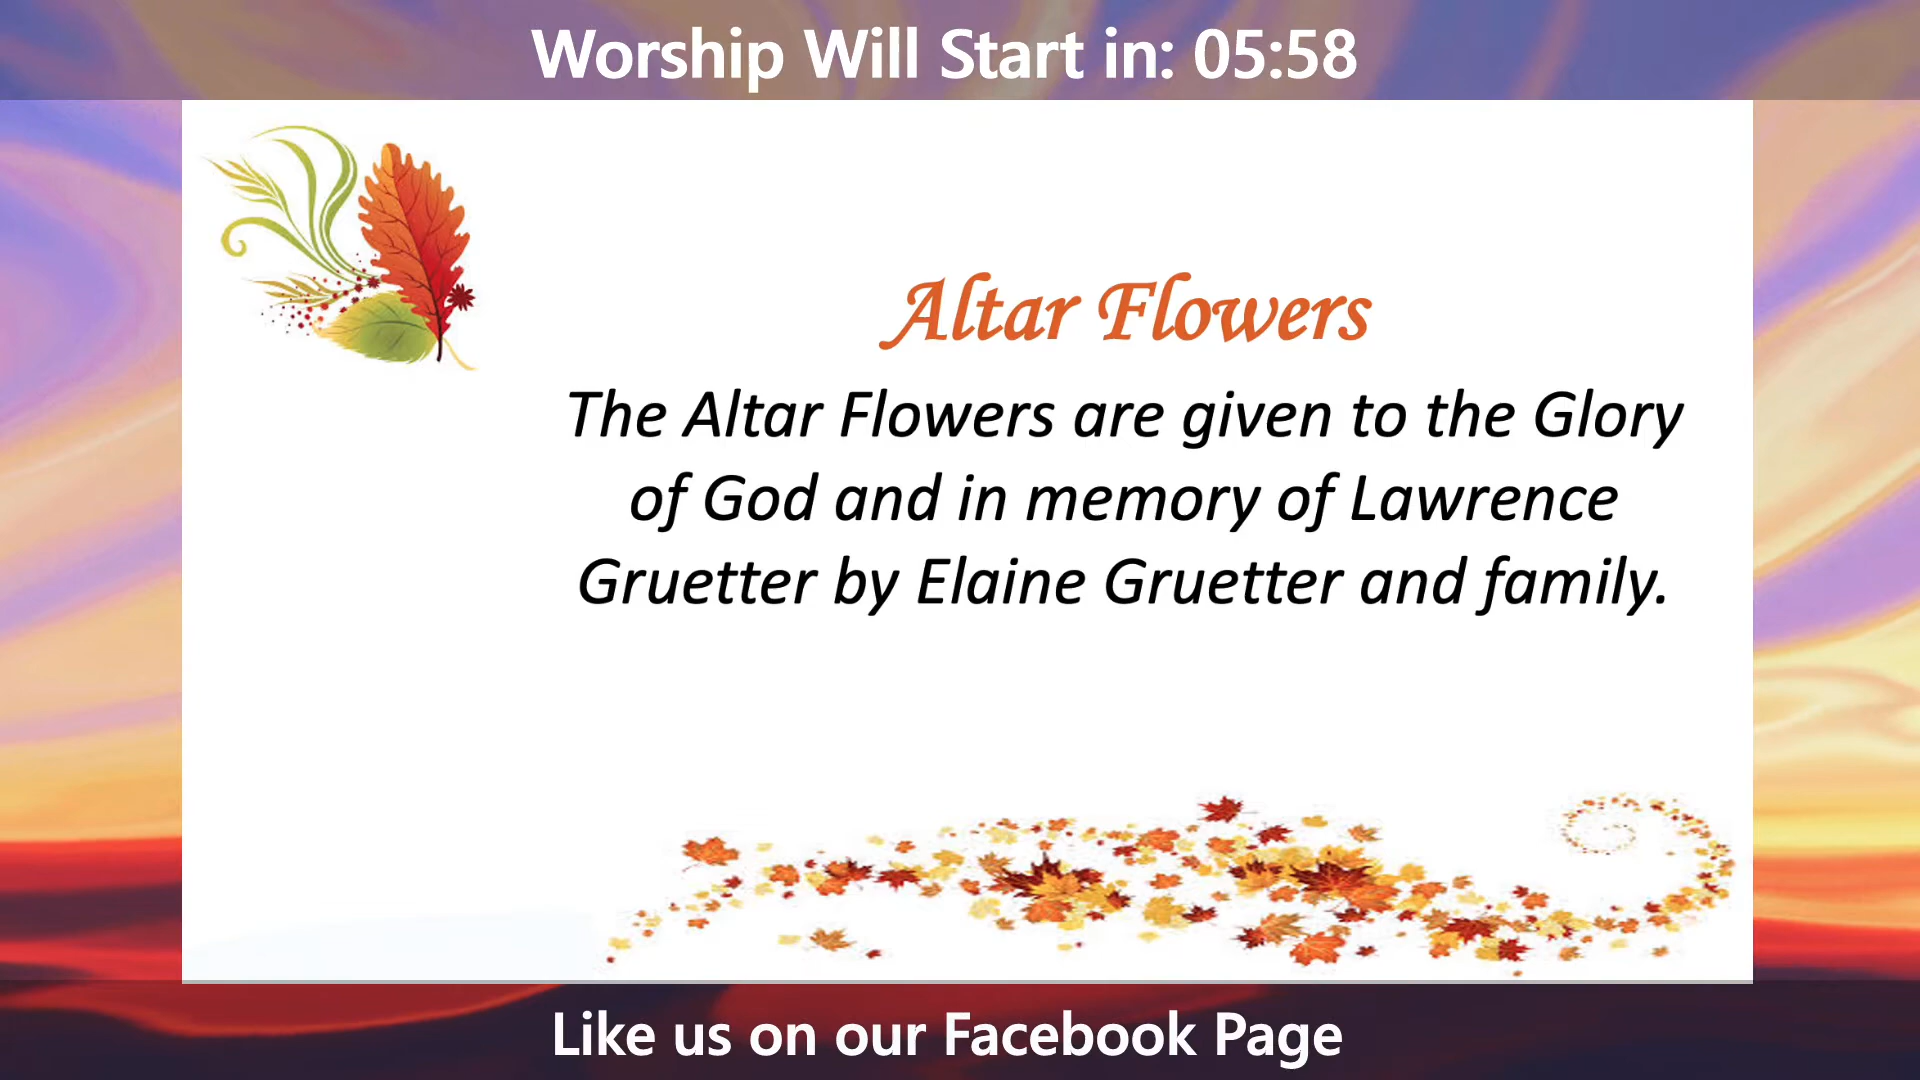 Worship Will Start in: 05:58
Altar Flowers
The Altar Flowers are given to the Glory
of God and in memory of Lawrence
Gruetter by Elaine Gruetter and family.
Like us on our Facebook Page